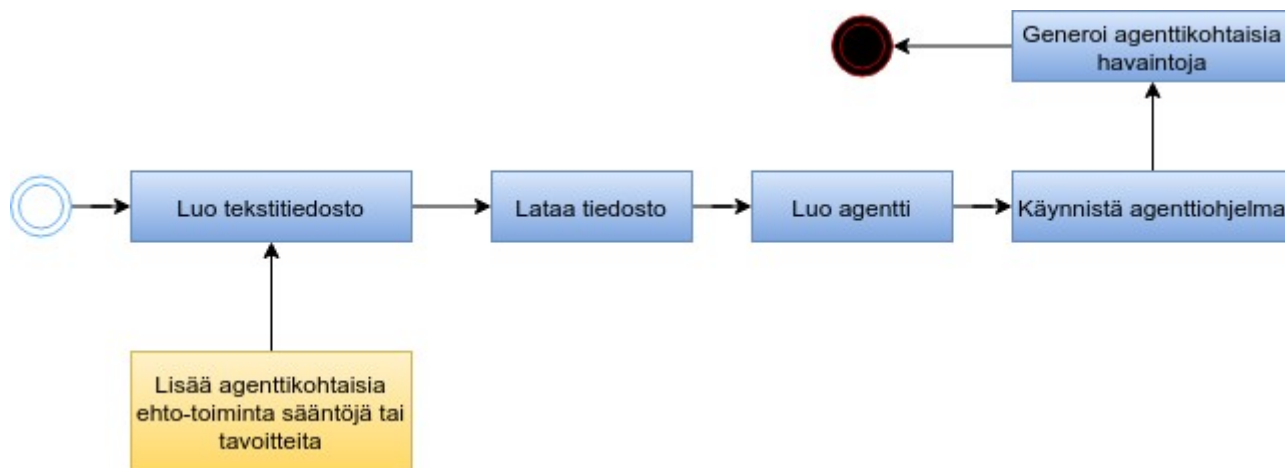 Generoi agenttikohtaisia
havaintoja
Luo tekstitiedosto
Lataa tiedosto
Luo agentti
Käynnistä agenttiohjelma
Lisää agenttikohtaisia
ehto-toiminta sääntöjä tai
tavoitteita